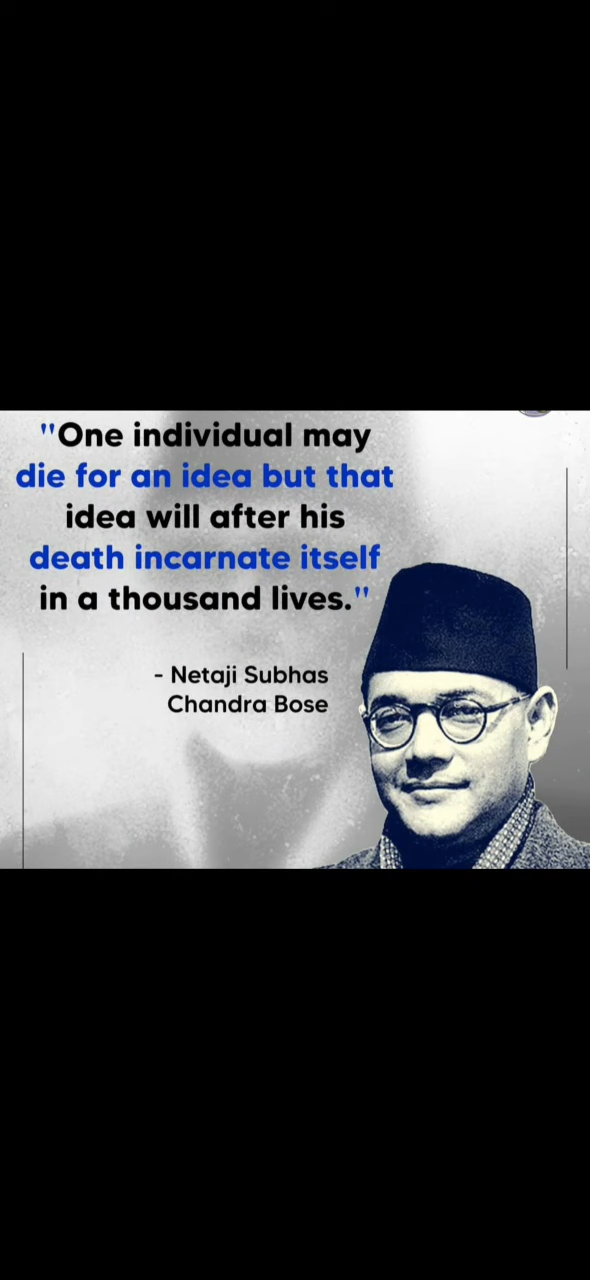 "One individual may
die for an idea but that
idea will after his
death incarnate itself
in a thousand lives."
- Netaji Subhas
Chandra Bose